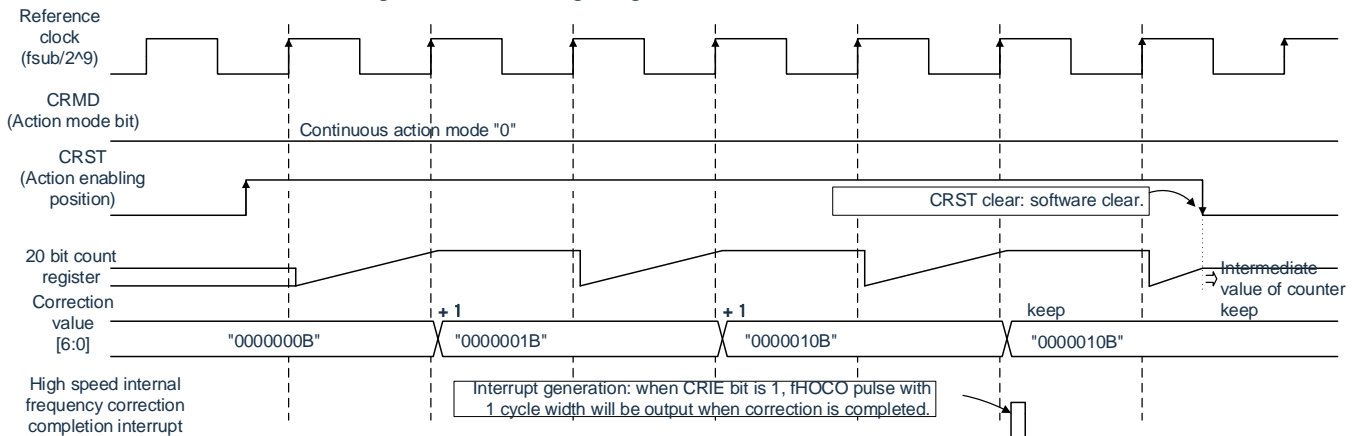 Reference
clock
(fsub/2^9)
CRMD
(Action mode bit)
Continuous action mode "0"
CRST
(Action enabling
position)
CRST clear: software clear.
20 bit count
register
Intermediate
value of counter
keep
Correction
value
[6:0]
+ 1
+ 1
keep
"0000000B"
"0000001B"
"0000010B"
"0000010B"
High speed internal
frequency correction
completion interrupt
Interrupt generation: when CRIE bit is 1, fHOCO pulse with
1 cycle width will be output when correction is completed.